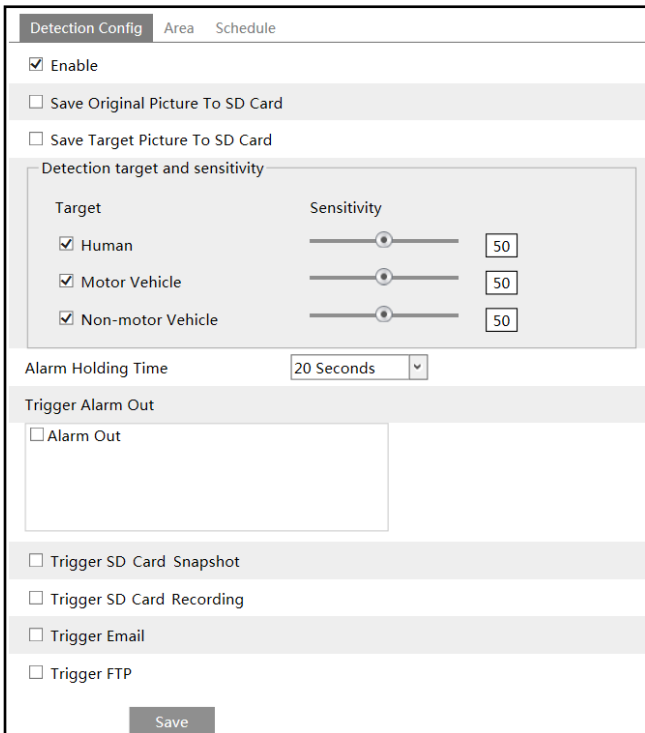 Detection Config Area Schedule
Enable
Save Original Picture To SD Card
Save Target Picture To SD Card
Detection target and sensitivity
Target Sensitivity
Human 50
Motor Vehicle 50
Non-motor Vehicle 50
Alarm Holding Time 20 Seconds
Trigger Alarm Out
Alarm Out
Trigger SD Card Snapshot
Trigger SD Card Recording
Trigger Email
Trigger FTP
Save